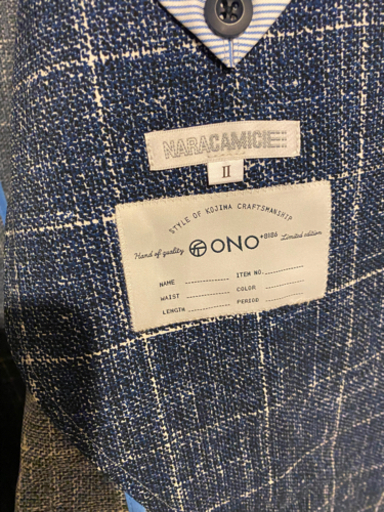 NARACAMICIE
II
STYLE OF KOJIMA CRAFTSMANSHIP
Hand of quality ONO +0186 Limited edition
NAME ITEM NO.
WAIST COLOR
LENGTH PERIOD